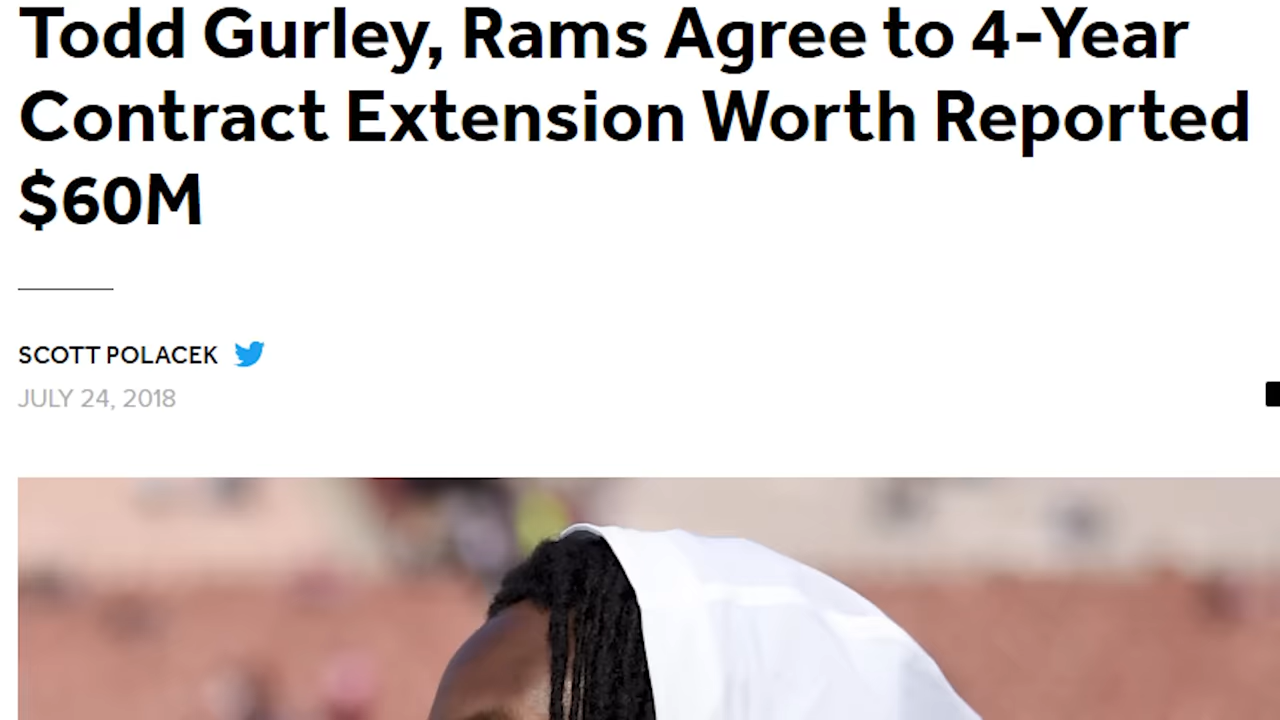 Todd Gurley, Rams Agree to 4-Year
Contract Extension Worth Reported
$60M
SCOTT POLACEK
JULY 24, 2018